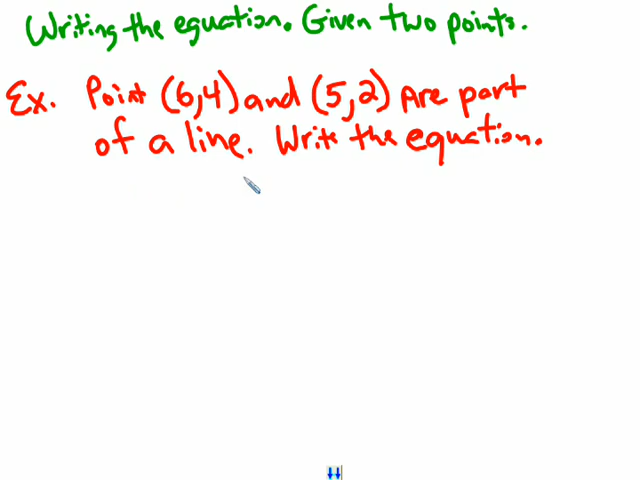 Writing the equation. Given two points.
Ex. Point (6,4) and (5,2) Are part
of a line. Write the equation.